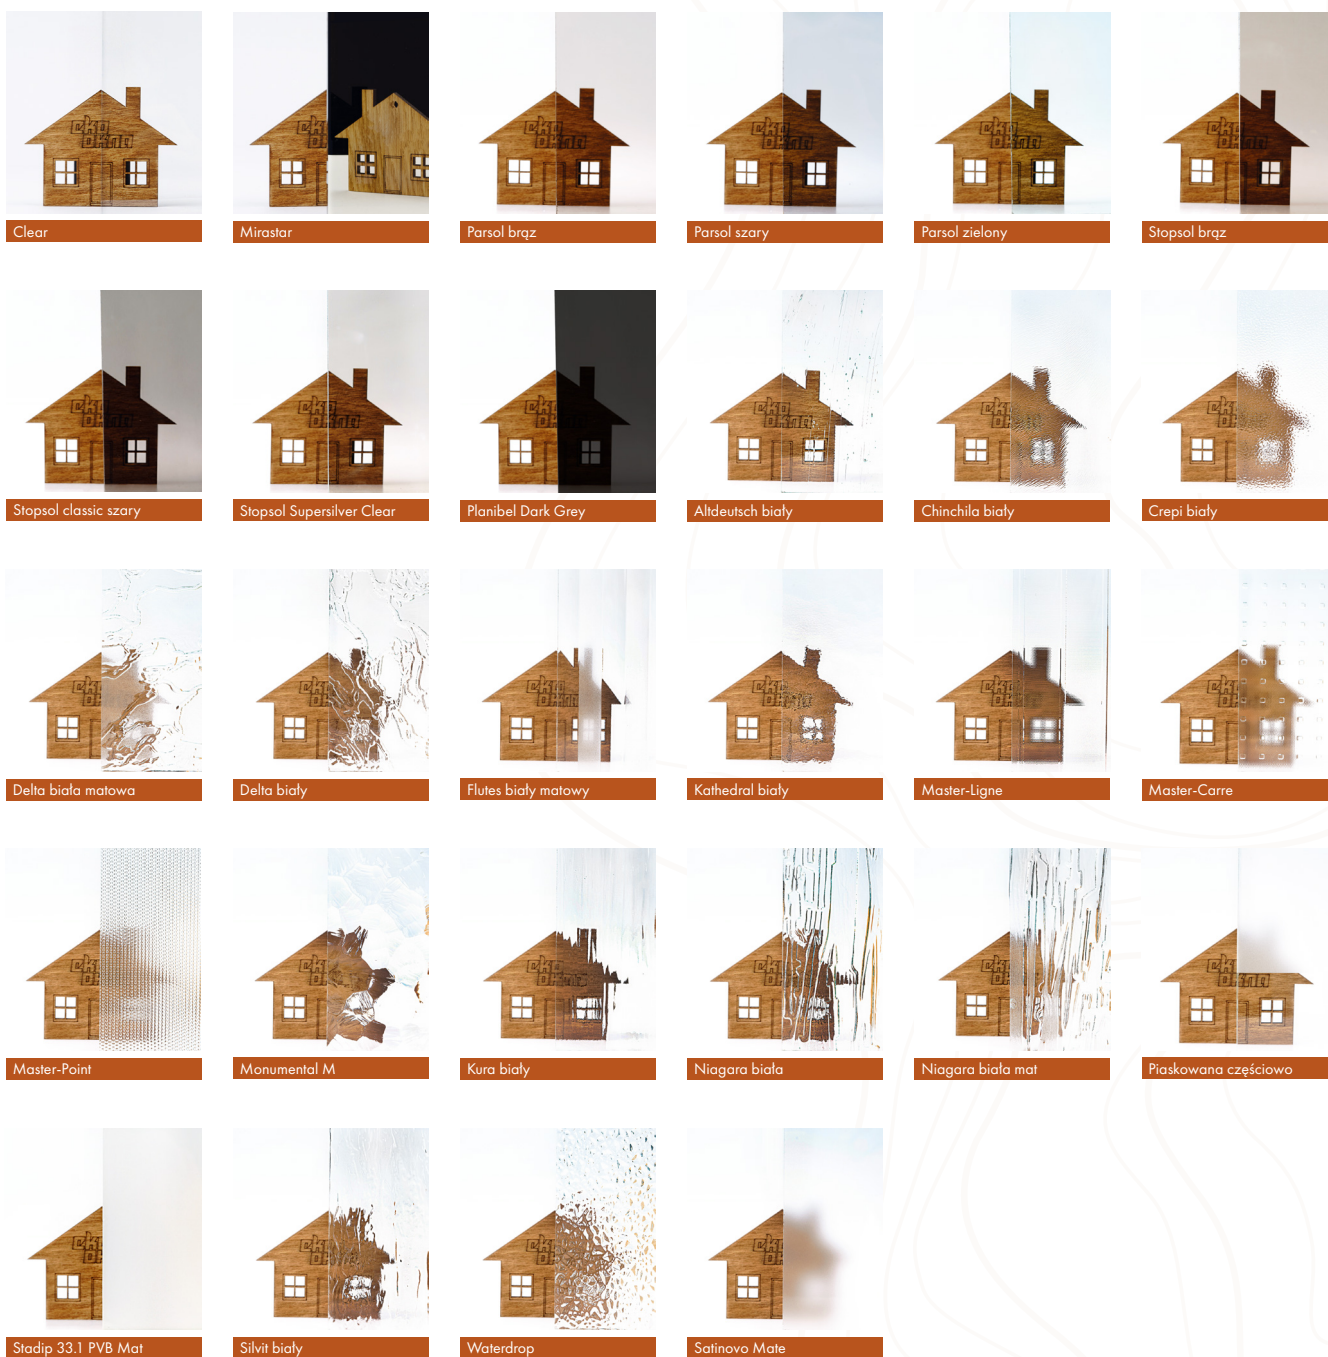 Clear
Mirastar
Parsol brąz
Parsol szary
Parsol zielony
Stopsol brąz
Stopsol classic szary
Stopsol Supersilver Clear
Planibel Dark Grey
Altdeutsch biały
Chinchila biały
Crepi biały
Delta biała matowa
Delta biały
Flutes biały matowy
Kathedral biały
Master-Ligne
Master-Carre
Master-Point
Monumental M
Kura biały
Niagara biała
Niagara biała mat
Piaskowana częściowo
Stadip 33.1 PVB Mat
Silvit biały
Waterdrop
Satinovo Mate